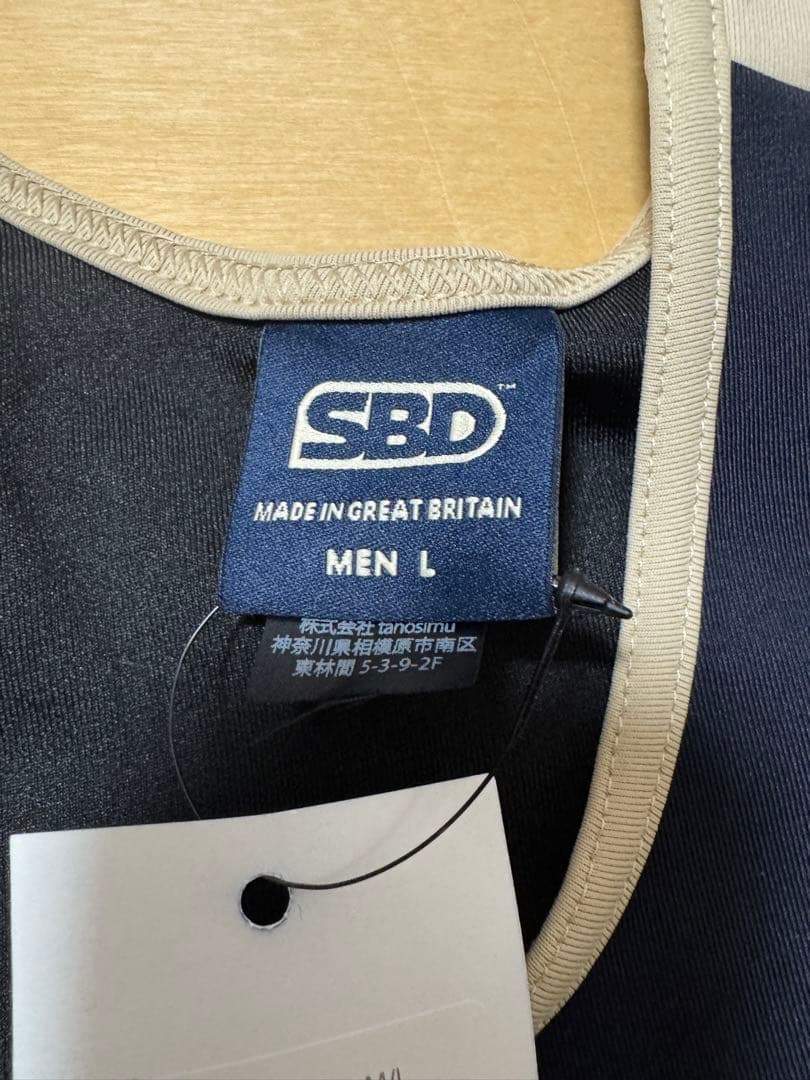 SBD™
MADE IN GREAT BRITAIN
MEN L
株式会社 tanosimu
神奈川県相模原市南区
東林間 5-3-9-2F